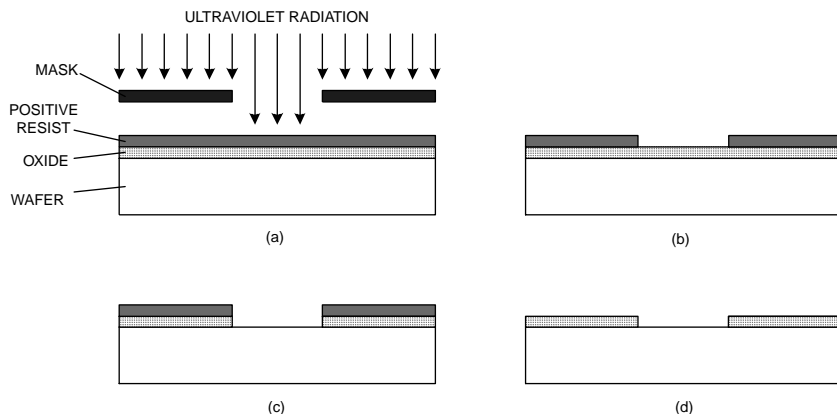 ULTRAVIOLET RADIATION
MASK
POSITIVE
RESIST
OXIDE
WAFER
(a)
(b)
(c)
(d)